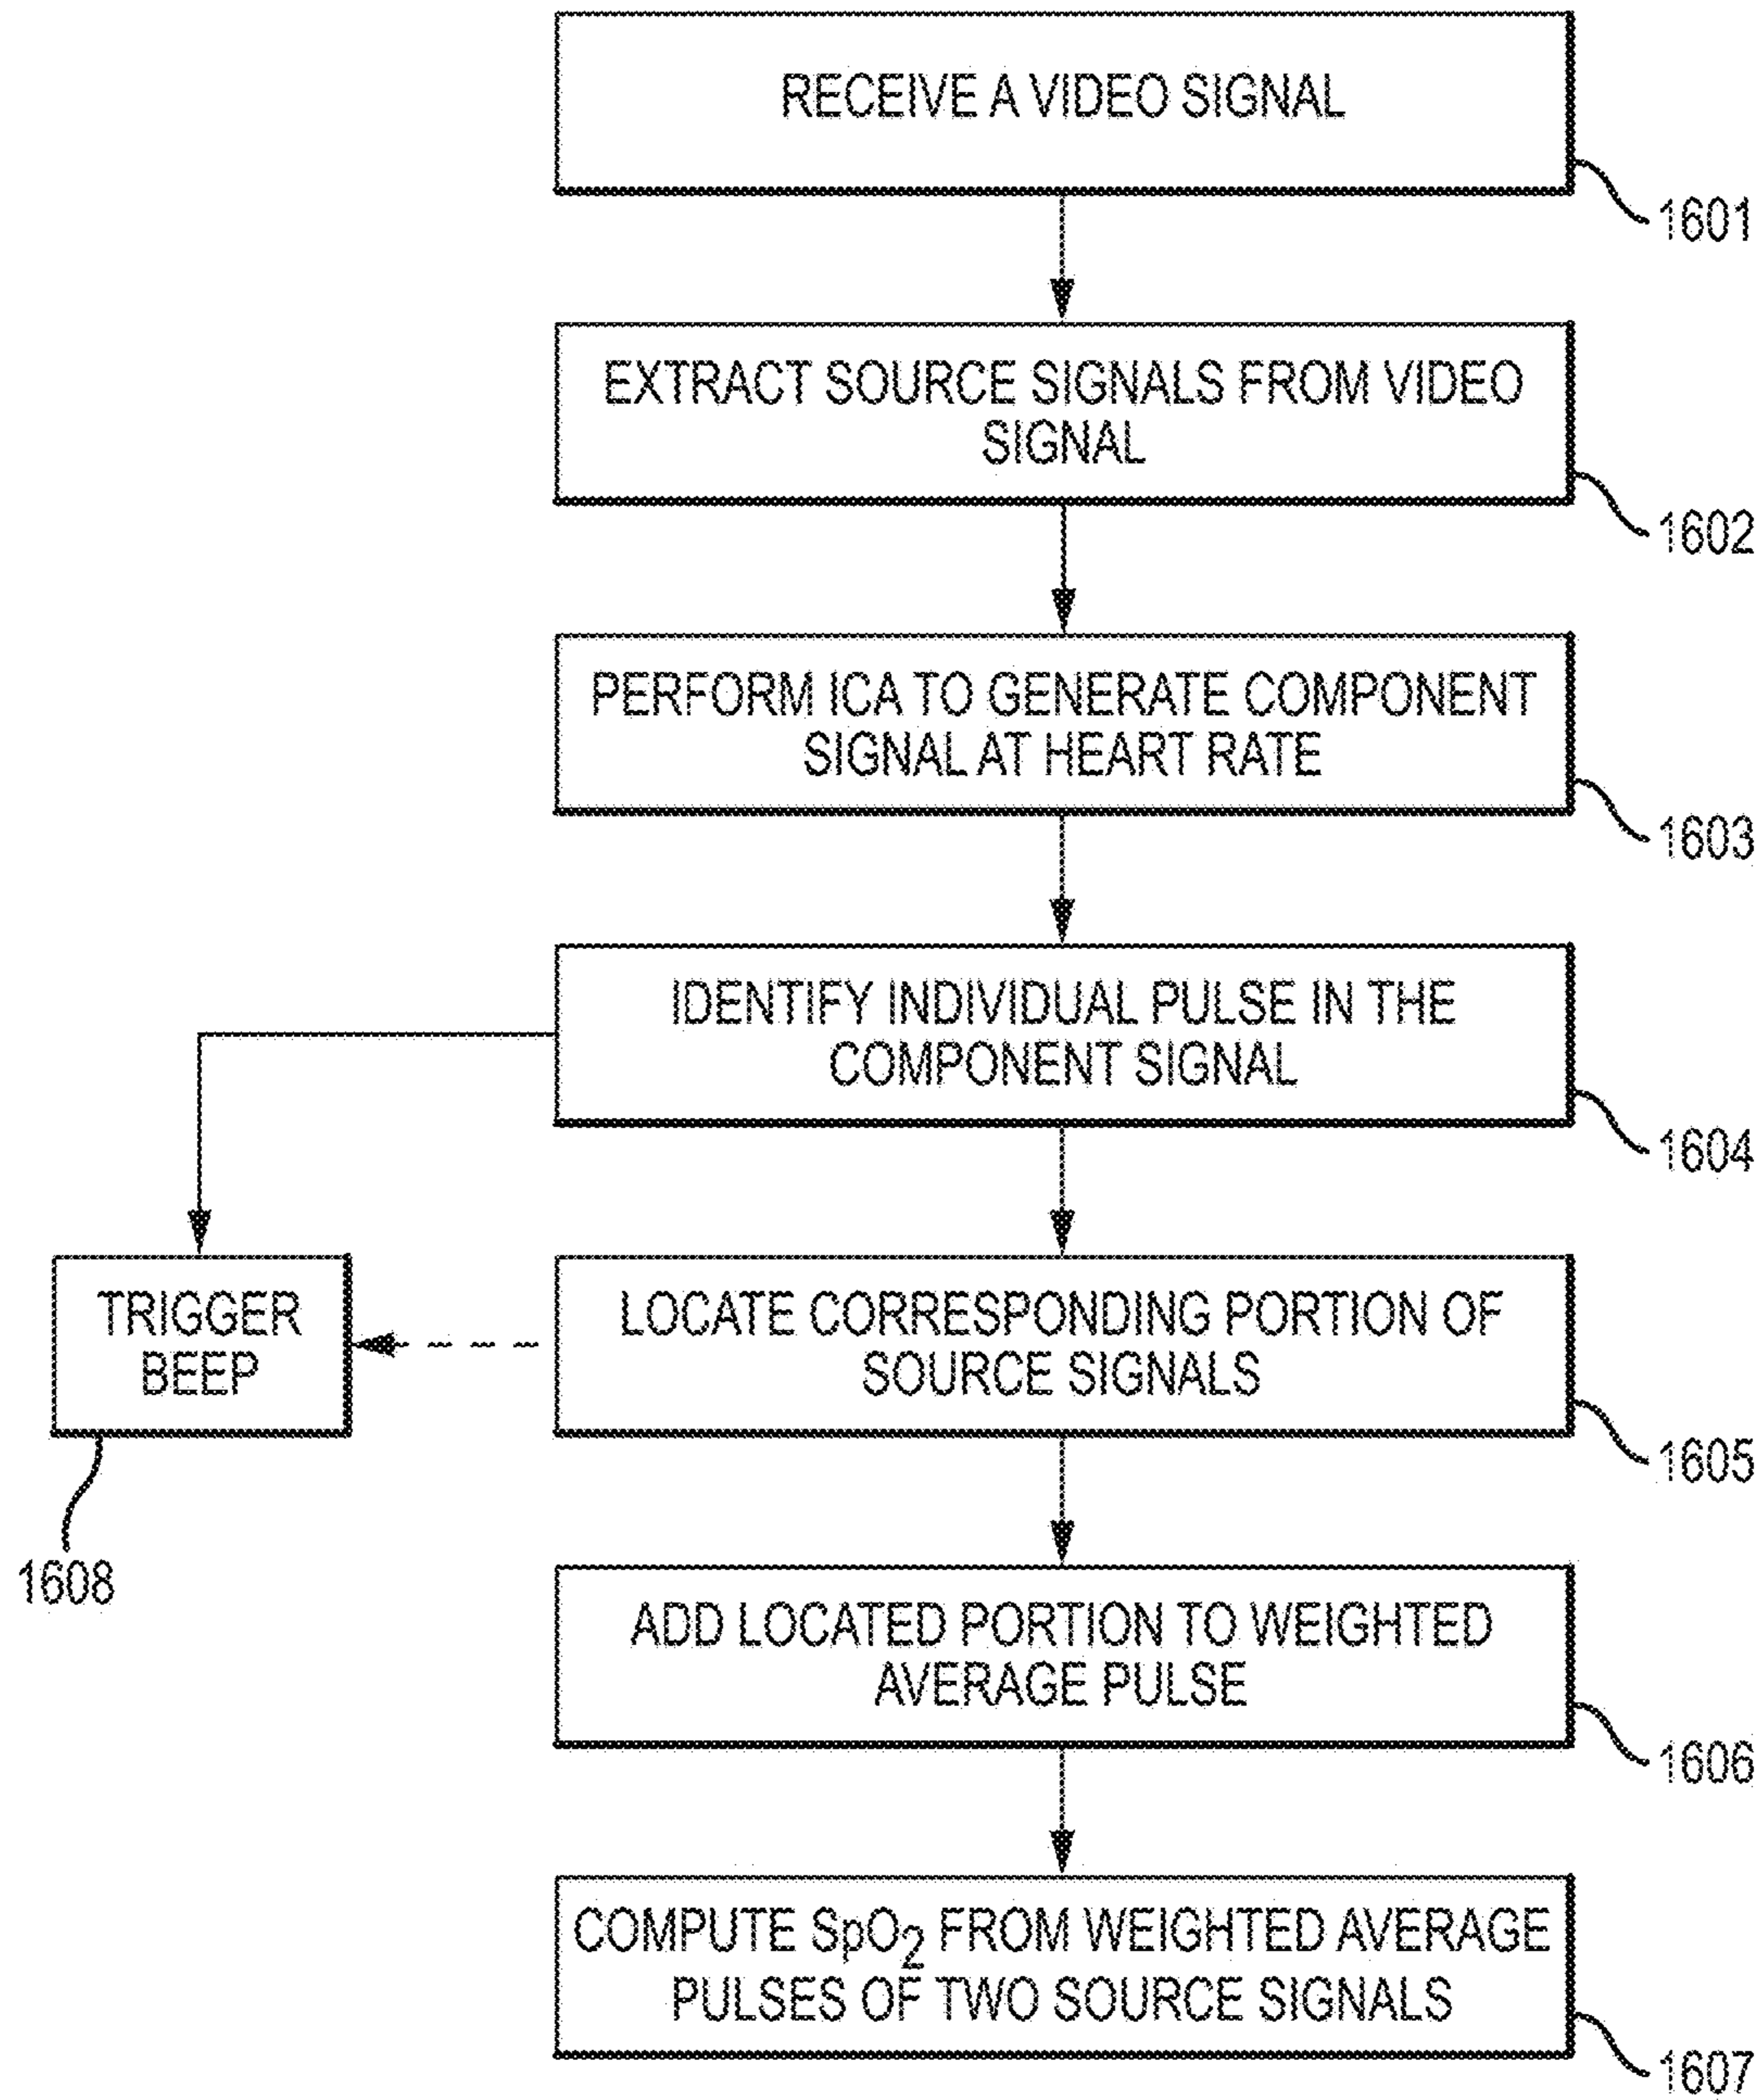 RECEIVE A VIDEO SIGNAL
1601
EXTRACT SOURCE SIGNALS FROM VIDEO
SIGNAL
1602
PERFORM ICA TO GENERATE COMPONENT
SIGNAL AT HEART RATE
1603
IDENTIFY INDIVIDUAL PULSE IN THE
COMPONENT SIGNAL
1604
TRIGGER
BEEP
1608
LOCATE CORRESPONDING PORTION OF
SOURCE SIGNALS
1605
ADD LOCATED PORTION TO WEIGHTED
AVERAGE PULSE
1606
COMPUTE SpO₂ FROM WEIGHTED AVERAGE
PULSES OF TWO SOURCE SIGNALS
1607